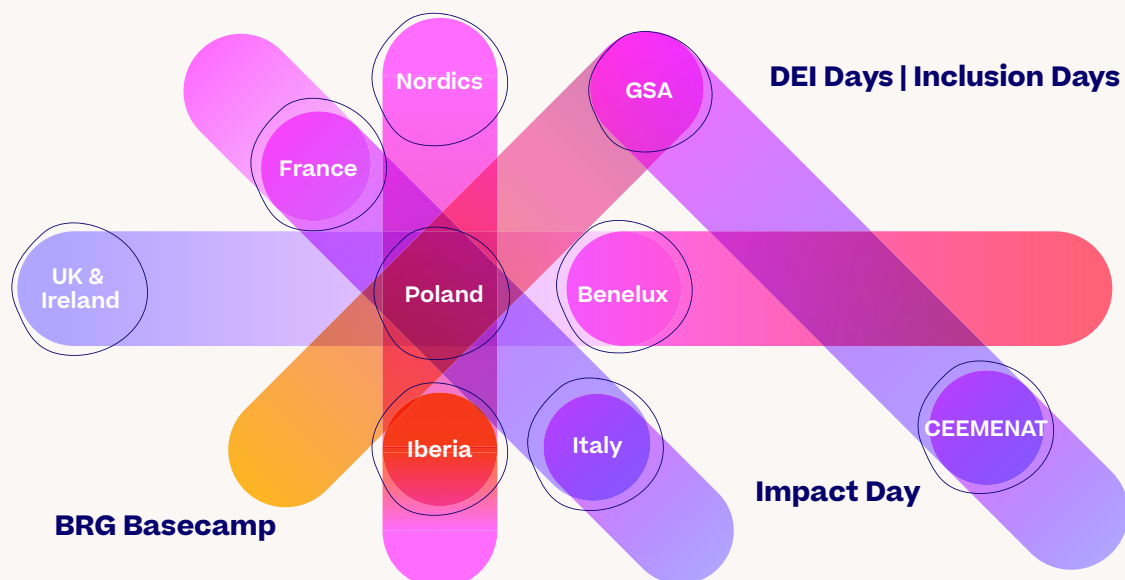 Nordics
GSA
DEI Days | Inclusion Days
France
UK &
Ireland
Poland
Benelux
Iberia
Italy
CEEMENAT
Impact Day
BRG Basecamp